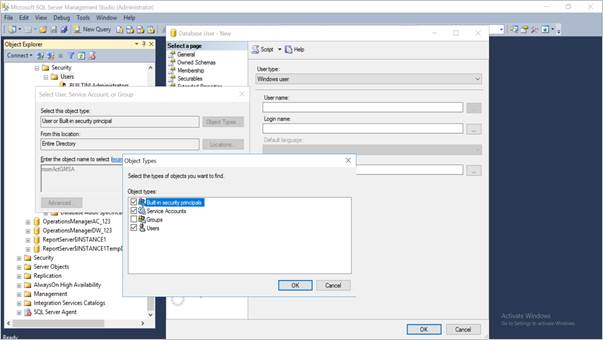 Microsoft SQL Server Management Studio (Administrator)
File Edit View Debug Tools Window Help
New Query
Object Explorer
Connect
Security
Users
BUILTIN\Administrators
OperationsManagerAC_123
OperationsManagerDW_123
ReportServer$INSTANCE1
ReportServer$INSTANCE1Temp
Security
Server Objects
Replication
AlwaysOn High Availability
Management
Integration Services Catalogs
SQL Server Agent
Database User - New
Select a page
General
Owned Schemas
Membership
Securables
Extended Properties
Script
Help
User type:
Windows user
User name:
Login name:
...
Default language:
...
OK
Cancel
Select User, Service Account, or Group
Select this object type:
User or Built-in security principal
Object Types...
From this location:
Entire Directory
Locations...
Enter the object name to select
Advanced...
Object Types
Select the types of objects you want to find.
Object types:
Built-in security principals
Service Accounts
Groups
Users
OK
Cancel
Activate Windows
Go to Settings to activate Windows.